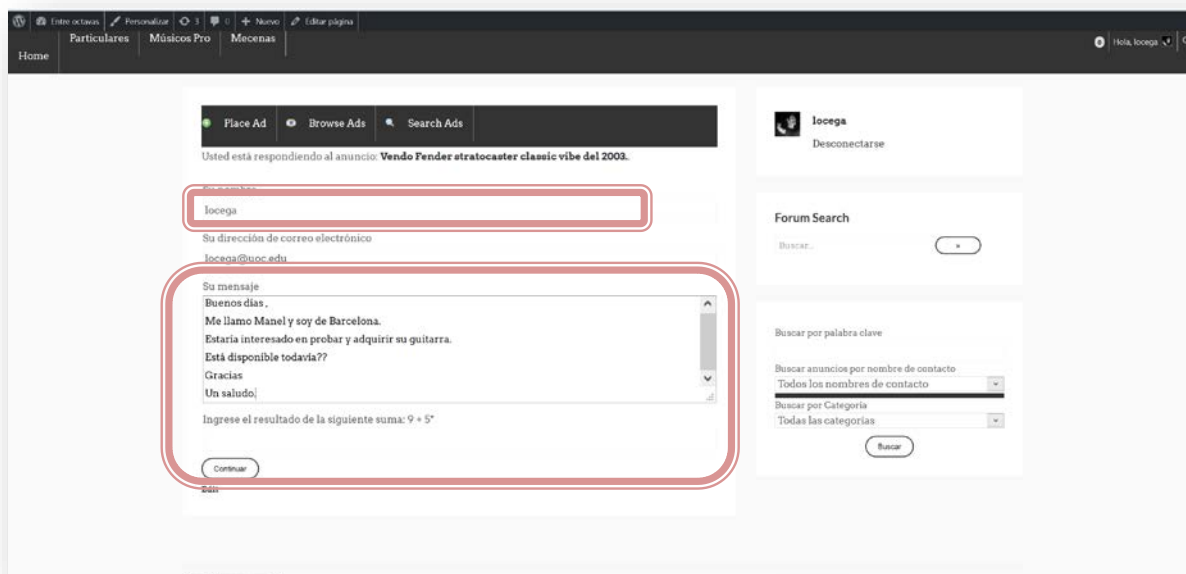 Entre octavas Personalizar 3 0 + Nuevo Editar página
Particulares Músicos Pro Mecenas
Home
0 Hola, locega
Place Ad Browse Ads Search Ads
Usted está respondiendo al anuncio: Vendo Fender stratocaster classic vibe del 2003.
locega
Su dirección de correo electrónico
locega@uoc.edu
Su mensaje
Buenos días,
Me llamo Manel y soy de Barcelona.
Estaría interesado en probar y adquirir su guitarra.
Está disponible todavía??
Gracias
Un saludo.
Ingrese el resultado de la siguiente suma: 9 + 5*
Continuar
locega
Desconectarse
Forum Search
Buscar...
»
Buscar por palabra clave
Buscar anuncios por nombre de contacto
Todos los nombres de contacto
Buscar por Categoría
Todas las categorías
Buscar